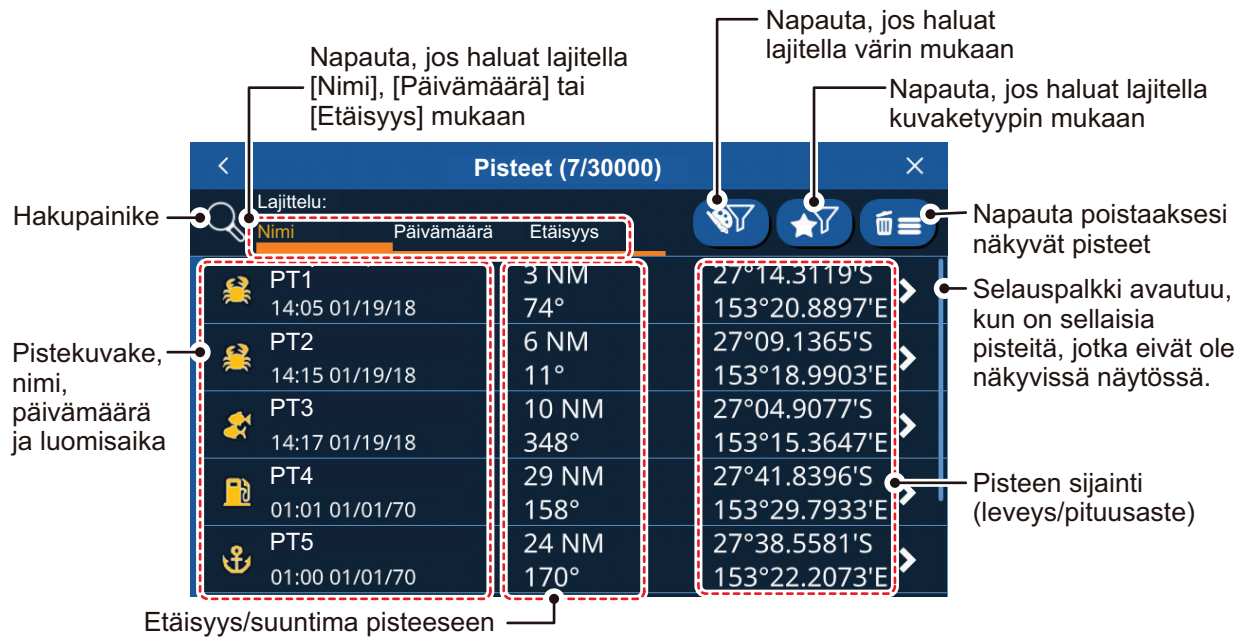 Napauta, jos haluat
lajitella värin mukaan
Napauta, jos haluat lajitella
[Nimi], [Päivämäärä] tai
[Etäisyys] mukaan
Napauta, jos haluat lajitella
kuvaketyypin mukaan
Pisteet (7/30000)
Hakupainike
Lajittelu:
Nimi Päivämäärä Etäisyys
Napauta poistaaksesi
näkyvät pisteet
PT1 3 NM 27°14.3119'S
14:05 01/19/18 74° 153°20.8897'E
PT2 6 NM 27°09.1365'S
14:15 01/19/18 11° 153°18.9903'E
PT3 10 NM 27°04.9077'S
14:17 01/19/18 348° 153°15.3647'E
PT4 29 NM 27°41.8396'S
01:01 01/01/70 158° 153°29.7933'E
PT5 24 NM 27°38.5581'S
01:00 01/01/70 170° 153°22.2073'E
Selauspalkki avautuu,
kun on sellaisia
pisteitä, jotka eivät ole
näkyvissä näytössä.
Pistekuvake,
nimi,
päivämäärä
ja luomisaika
Pisteen sijainti
(leveys/pituusaste)
Etäisyys/suuntima pisteeseen